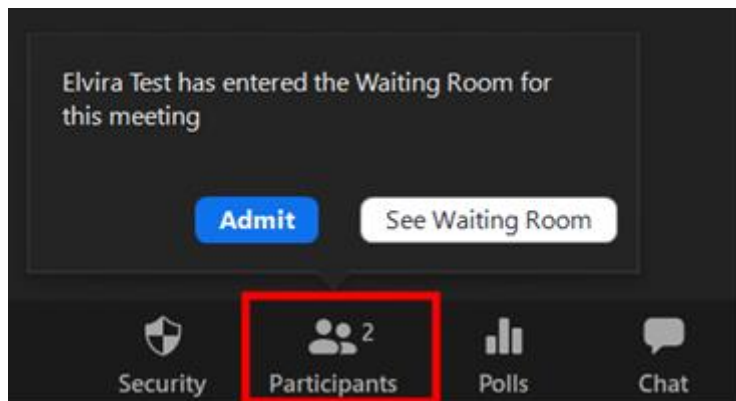 Elvira Test has entered the Waiting Room for
this meeting
Admit See Waiting Room
2
Security Participants Polls Chat